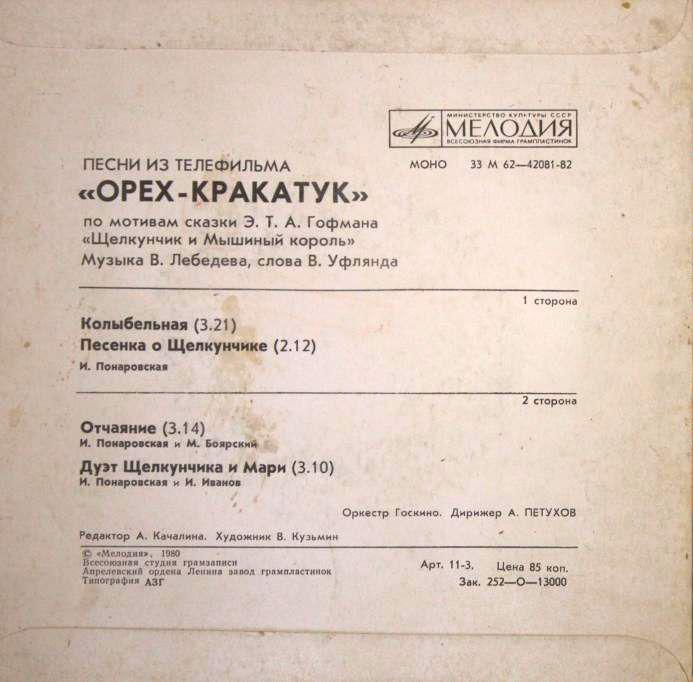 МИНИСТЕРСТВО КУЛЬТУРЫ СССР
МЕЛОДИЯ
ВСЕСОЮЗНАЯ ФИРМА ГРАМПЛАСТИНОК
МОНО 33 М 62—42081-82
ПЕСНИ ИЗ ТЕЛЕФИЛЬМА
«ОРЕХ-КРАКАТУК»
по мотивам сказки Э. Т. А. Гофмана
«Щелкунчик и Мышиный король»
Музыка В. Лебедева, слова В. Уфлянда
1 сторона
Колыбельная (3.21)
Песенка о Щелкунчике (2.12)
И. Понаровская
2 сторона
Отчаяние (3.14)
И. Понаровская и М. Боярский
Дуэт Щелкунчика и Мари (3.10)
И. Понаровская и И. Иванов
Оркестр Госкино. Дирижер А. ПЕТУХОВ
Редактор А. Качалина. Художник В. Кузьмин
© «Мелодия», 1980
Всесоюзная студия грамзаписи
Апрелевский ордена Ленина завод грампластинок
Типография АЗГ
Арт. 11-3. Цена 85 коп.
Зак. 252—О—13000